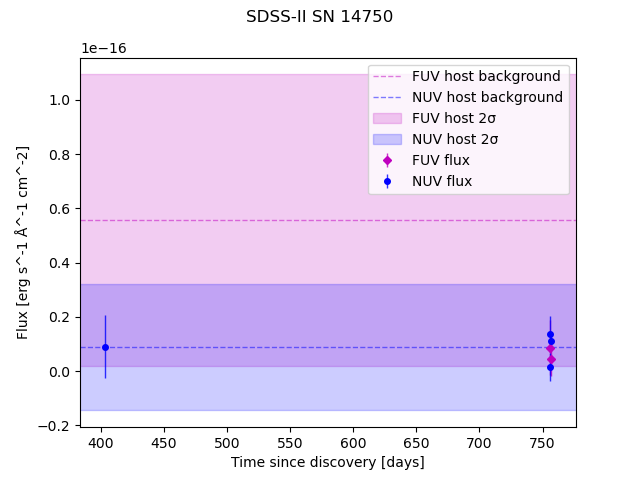 SDSS-II SN 14750
1e−16
FUV host background
NUV host background
FUV host 2σ
NUV host 2σ
FUV flux
NUV flux
1.0
0.8
0.6
0.4
0.2
0.0
−0.2
Flux [erg s^-1 Å^-1 cm^-2]
400
450
500
550
600
650
700
750
Time since discovery [days]